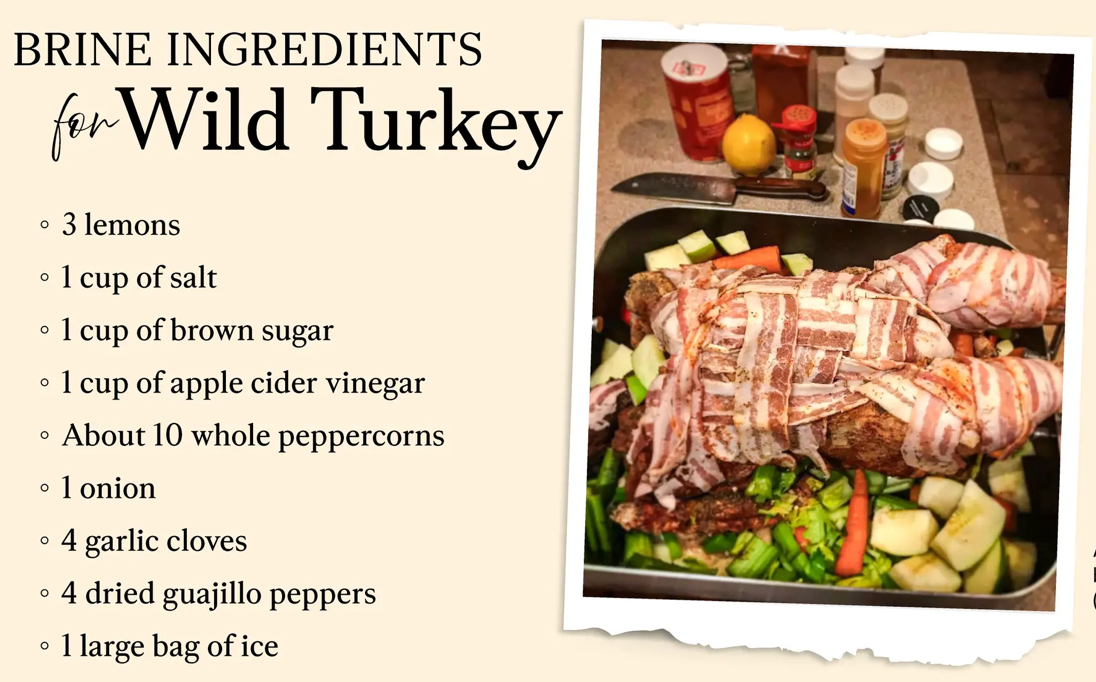 BRINE INGREDIENTS
for Wild Turkey
◦ 3 lemons
◦ 1 cup of salt
◦ 1 cup of brown sugar
◦ 1 cup of apple cider vinegar
◦ About 10 whole peppercorns
◦ 1 onion
◦ 4 garlic cloves
◦ 4 dried guajillo peppers
◦ 1 large bag of ice